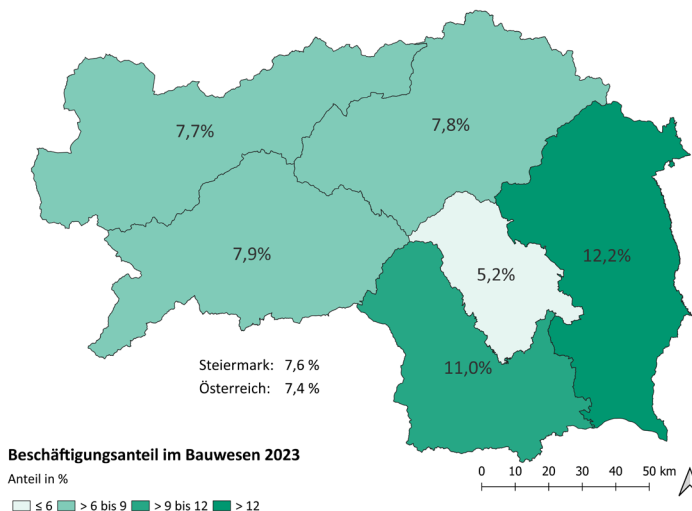 7,7%
7,8%
7,9%
5,2%
12,2%
11,0%
Steiermark: 7,6 %
Österreich: 7,4 %
Beschäftigungsanteil im Bauwesen 2023
Anteil in %
≤ 6 > 6 bis 9 > 9 bis 12 > 12
0 10 20 30 40 50 km